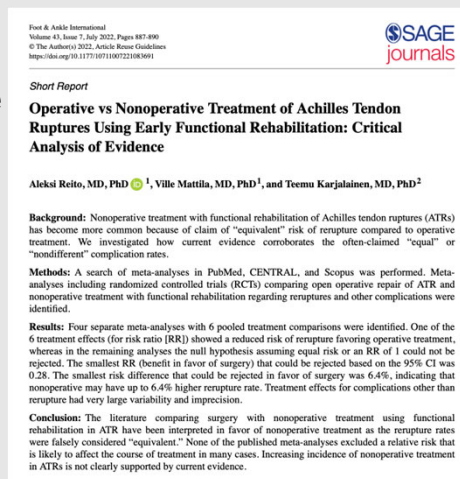 Foot & Ankle International
Volume 43, Issue 7, July 2022, Pages 887-890
© The Author(s) 2022, Article Reuse Guidelines
https://doi.org/10.1177/10711007221083691
SAGE
journals
Short Report
Operative vs Nonoperative Treatment of Achilles Tendon
Ruptures Using Early Functional Rehabilitation: Critical
Analysis of Evidence
Aleksi Reito, MD, PhD iD 1, Ville Mattila, MD, PhD1, and Teemu Karjalainen, MD, PhD2
Background: Nonoperative treatment with functional rehabilitation of Achilles tendon ruptures (ATRs)
has become more common because of claim of “equivalent” risk of rerupture compared to operative
treatment. We investigated how current evidence corroborates the often-claimed “equal” or
“nondifferent” complication rates.
Methods: A search of meta-analyses in PubMed, CENTRAL, and Scopus was performed. Meta-
analyses including randomized controlled trials (RCTs) comparing open operative repair of ATR and
nonoperative treatment with functional rehabilitation regarding reruptures and other complications were
identified.
Results: Four separate meta-analyses with 6 pooled treatment comparisons were identified. One of the
6 treatment effects (for risk ratio [RR]) showed a reduced risk of rerupture favoring operative treatment,
whereas in the remaining analyses the null hypothesis assuming equal risk or an RR of 1 could not be
rejected. The smallest RR (benefit in favor of surgery) that could be rejected based on the 95% CI was
0.28. The smallest risk difference that could be rejected in favor of surgery was 6.4%, indicating that
nonoperative may have up to 6.4% higher rerupture rate. Treatment effects for complications other than
rerupture had very large variability and imprecision.
Conclusion: The literature comparing surgery with nonoperative treatment using functional
rehabilitation in ATR have been interpreted in favor of nonoperative treatment as the rerupture rates
were falsely considered “equivalent.” None of the published meta-analyses excluded a relative risk that
is likely to affect the course of treatment in many cases. Increasing incidence of nonoperative treatment
in ATRs is not clearly supported by current evidence.